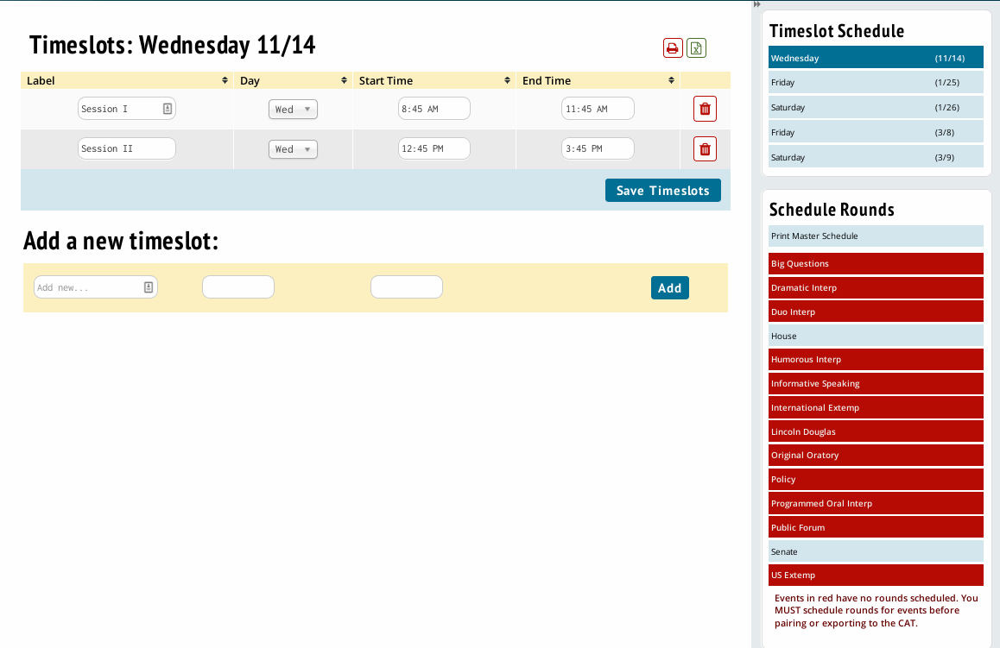 Timeslots: Wednesday 11/14
Label Day Start Time End Time
Session I Wed 8:45 AM 11:45 AM
Session II Wed 12:45 PM 3:45 PM
Save Timeslots
Add a new timeslot:
Add new... Add
Timeslot Schedule
Wednesday (11/14)
Friday (1/25)
Saturday (1/26)
Friday (3/8)
Saturday (3/9)
Schedule Rounds
Print Master Schedule
Big Questions
Dramatic Interp
Duo Interp
House
Humorous Interp
Informative Speaking
International Extemp
Lincoln Douglas
Original Oratory
Policy
Programmed Oral Interp
Public Forum
Senate
US Extemp
Events in red have no rounds scheduled. You
MUST schedule rounds for events before
pairing or exporting to the CAT.